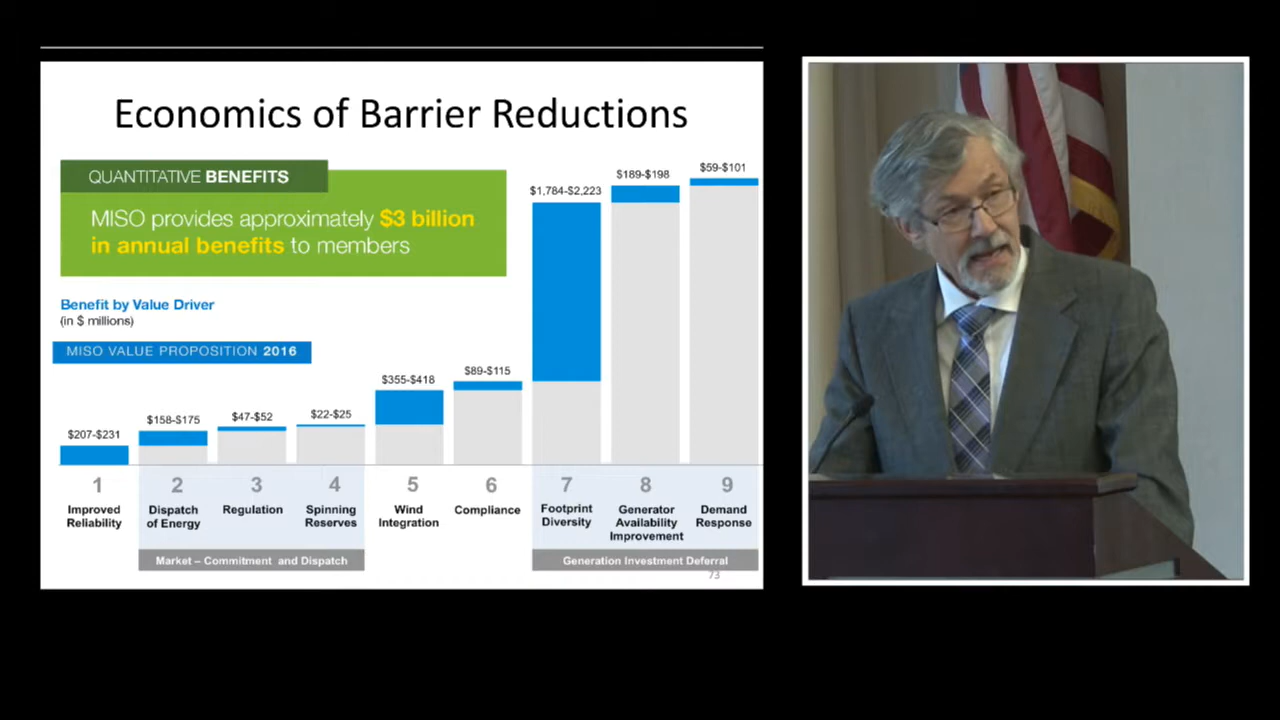 Economics of Barrier Reductions
QUANTITATIVE BENEFITS
MISO provides approximately $3 billion
in annual benefits to members
Benefit by Value Driver
(in $ millions)
MISO VALUE PROPOSITION 2016
$207-$231
$158-$175
$47-$52
$22-$25
$355-$418
$89-$115
$1,784-$2,223
$189-$198
$59-$101
1
Improved
Reliability
2
Dispatch
of Energy
3
Regulation
4
Spinning
Reserves
5
Wind
Integration
6
Compliance
7
Footprint
Diversity
8
Generator
Availability
Improvement
9
Demand
Response
Market – Commitment and Dispatch
Generation Investment Deferral
73